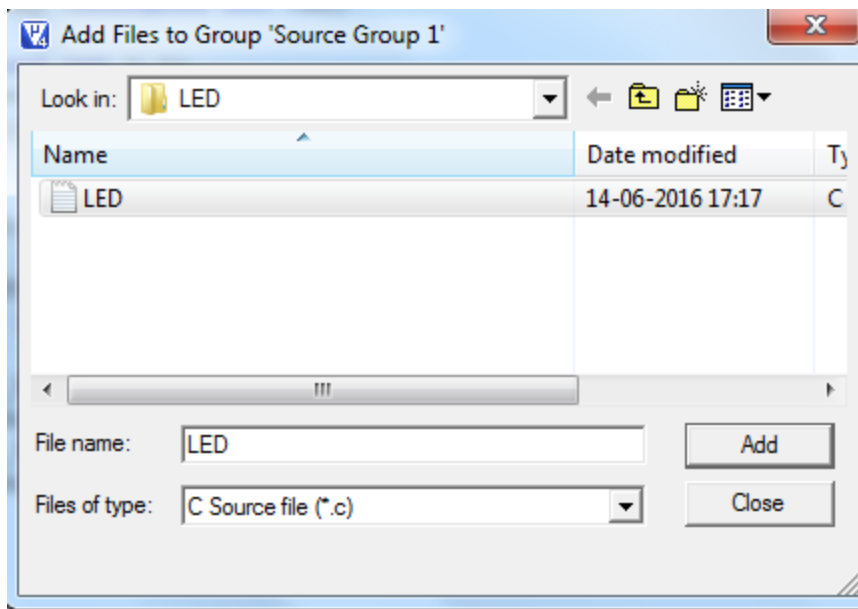 Add Files to Group 'Source Group 1'
Look in: LED
Name Date modified Ty
LED 14-06-2016 17:17 C
File name: LED Add
Files of type: C Source file (*.c) Close